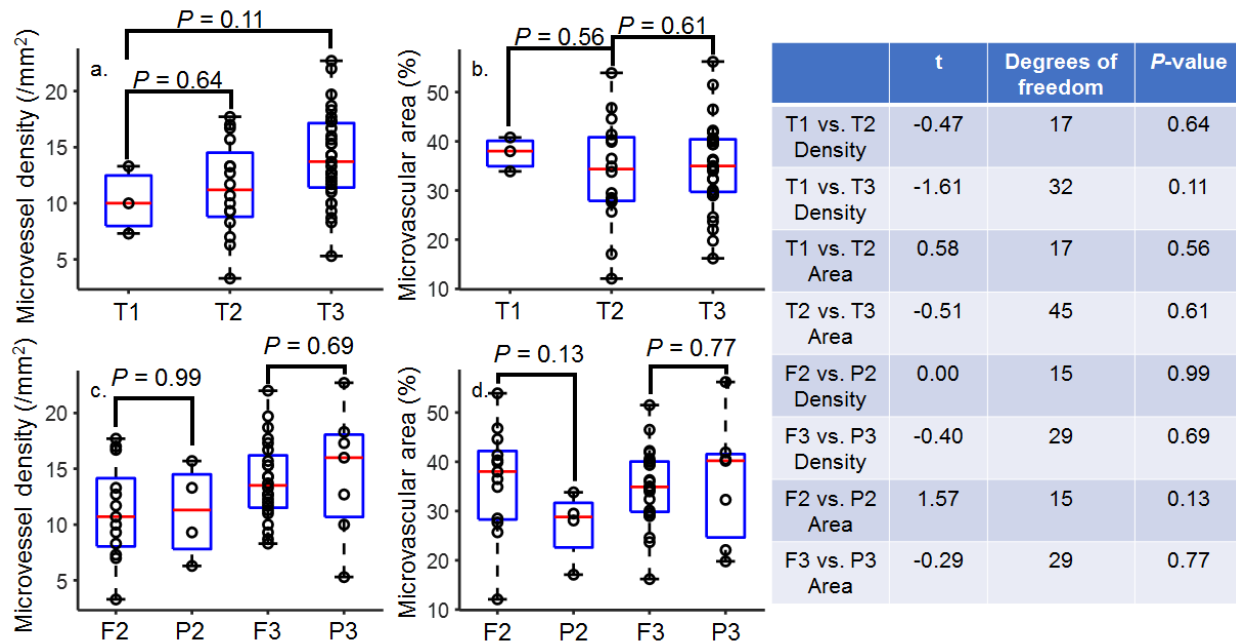 a.
P = 0.11
P = 0.64
Microvessel density (/mm²)
20
15
10
5
T1 T2 T3
b.
P = 0.56
P = 0.61
Microvascular area (%)
50
40
30
20
10
T1 T2 T3
c.
P = 0.99
P = 0.69
Microvessel density (/mm²)
20
15
10
5
F2 P2 F3 P3
d.
P = 0.13
P = 0.77
Microvascular area (%)
50
40
30
20
10
F2 P2 F3 P3
t Degrees of freedom P-value
T1 vs. T2 Density -0.47 17 0.64
T1 vs. T3 Density -1.61 32 0.11
T1 vs. T2 Area 0.58 17 0.56
T2 vs. T3 Area -0.51 45 0.61
F2 vs. P2 Density 0.00 15 0.99
F3 vs. P3 Density -0.40 29 0.69
F2 vs. P2 Area 1.57 15 0.13
F3 vs. P3 Area -0.29 29 0.77